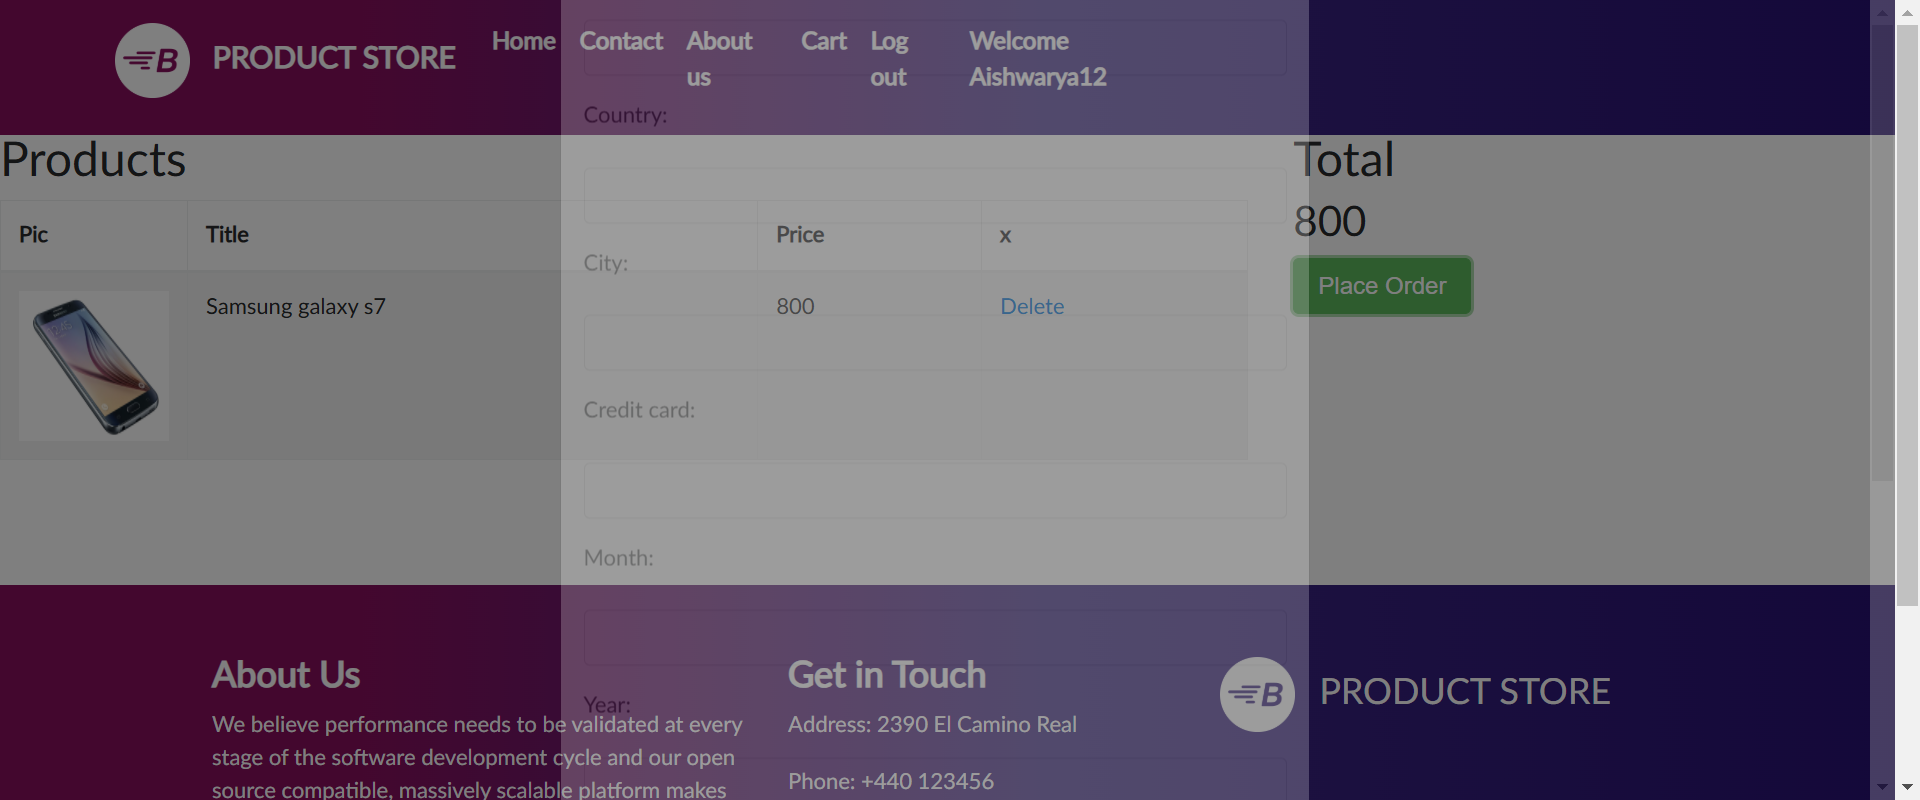 B PRODUCT STORE Home Contact About us Cart Log out Welcome Aishwarya12
Country:
Products
Total
Pic Title Price x
800
City:
Place Order
Samsung galaxy s7 800 Delete
Credit card:
Month:
About Us
Get in Touch
B PRODUCT STORE
Year:
We believe performance needs to be validated at every
stage of the software development cycle and our open
source compatible, massively scalable platform makes
Address: 2390 El Camino Real
Phone: +440 123456